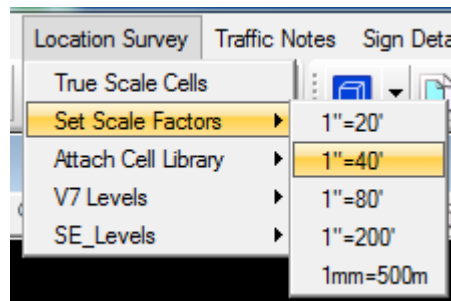 Location Survey Traffic Notes Sign Deta
True Scale Cells
Set Scale Factors
Attach Cell Library
V7 Levels
SE_Levels
1"=20'
1"=40'
1"=80'
1"=200'
1mm=500m